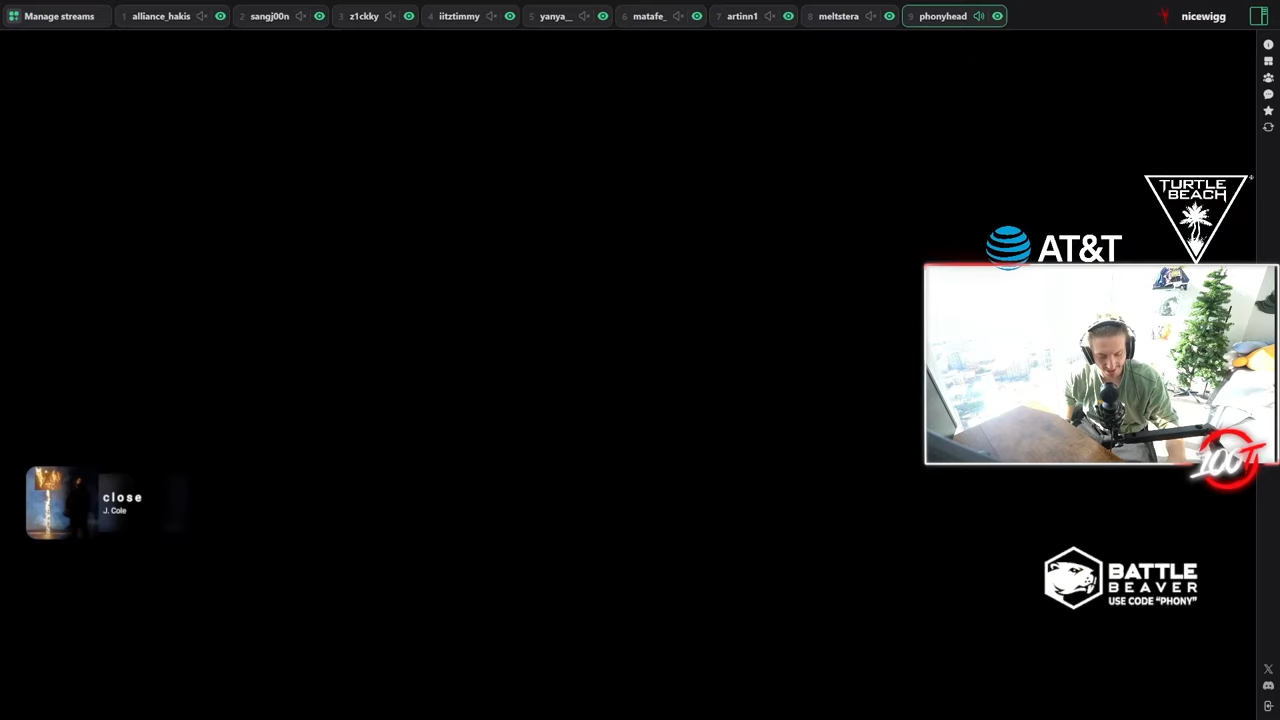 Manage streams
1 alliance_hakis
2 sangj00n
3 z1ckky
4 iitztimmy
5 yanya__
6 matafe_
7 artinn1
8 meltstera
9 phonyhead
nicewigg
TURTLE
BEACH
AT&T
100T
close
J. Cole
BATTLE
BEAVER
USE CODE "PHONY"